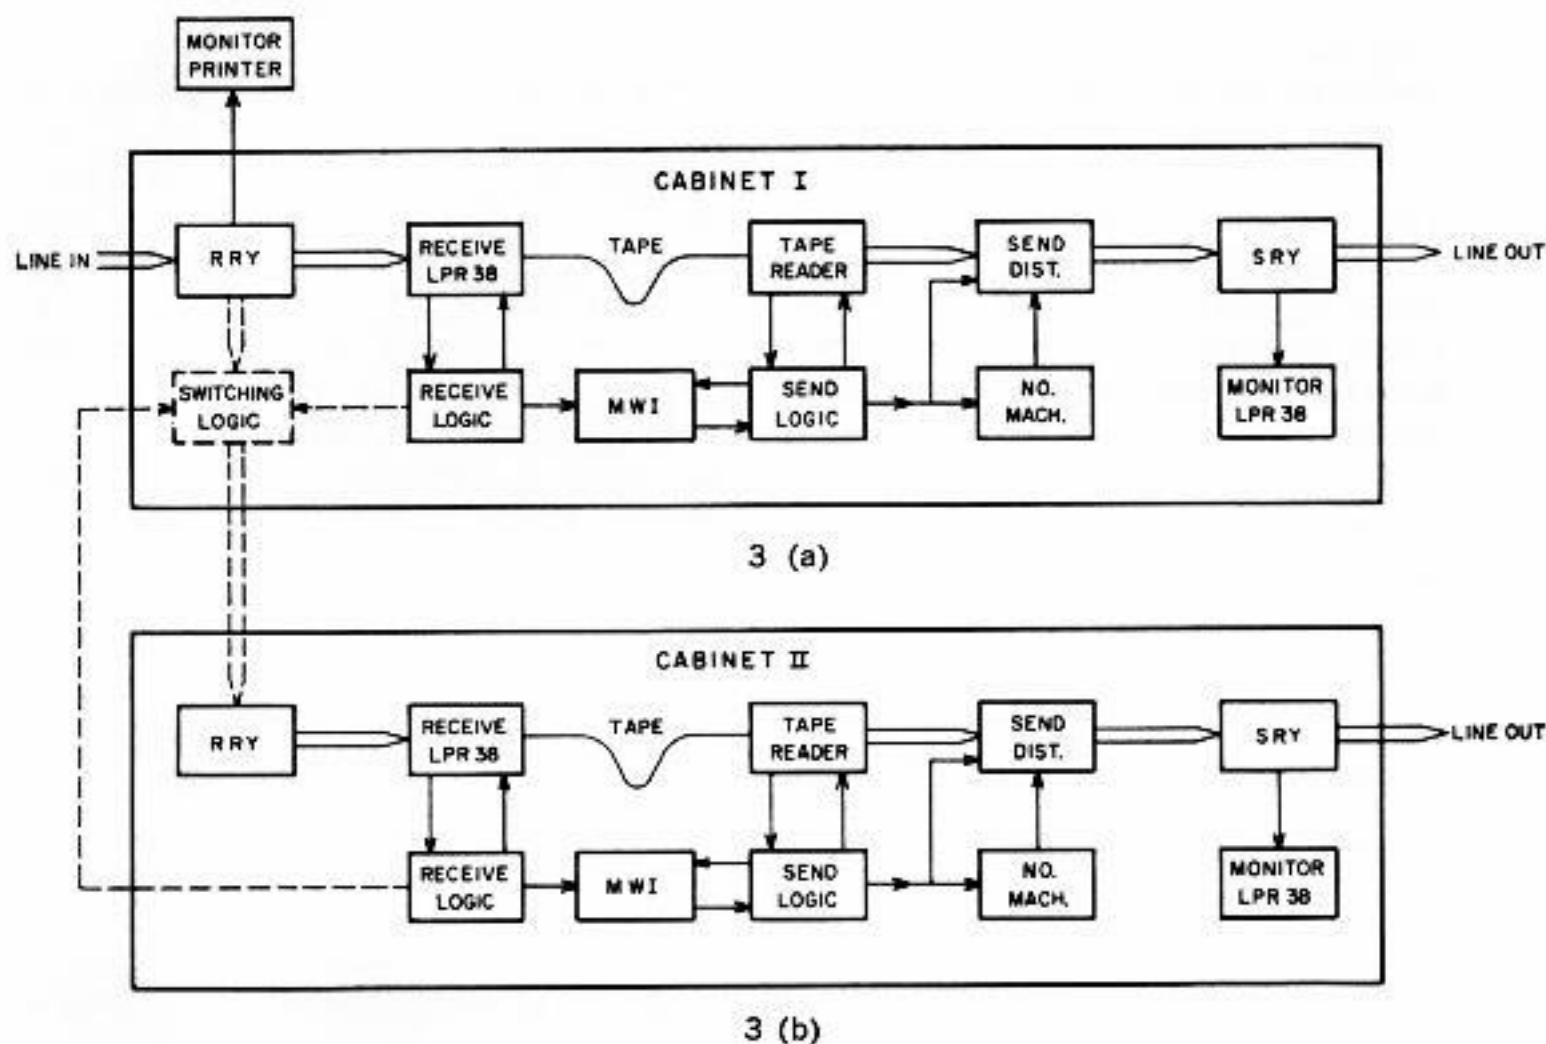 MONITOR
PRINTER
CABINET I
LINE IN
RRY
RECEIVE
LPR 38
TAPE
TAPE
READER
SEND
DIST.
SRY
LINE OUT
SWITCHING
LOGIC
RECEIVE
LOGIC
MWI
SEND
LOGIC
NO.
MACH.
MONITOR
LPR 38
3 (a)
CABINET II
RRY
RECEIVE
LPR 38
TAPE
TAPE
READER
SEND
DIST.
SRY
LINE OUT
RECEIVE
LOGIC
MWI
SEND
LOGIC
NO.
MACH.
MONITOR
LPR 38
3 (b)